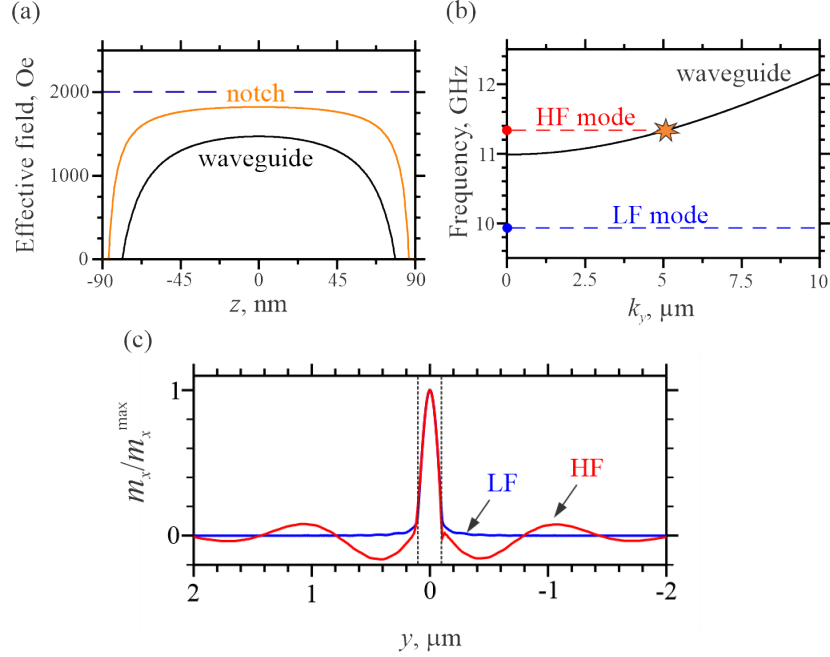 (a)
Effective field, Oe
2000
1000
0
notch
waveguide
-90
-45
0
45
90
z, nm
(b)
Frequency, GHz
12
11
10
waveguide
HF mode
LF mode
0
2.5
5
7.5
10
k_y, μm
(c)
m_x/m_x^max
1
0
LF
HF
2
1
0
-1
-2
y, μm